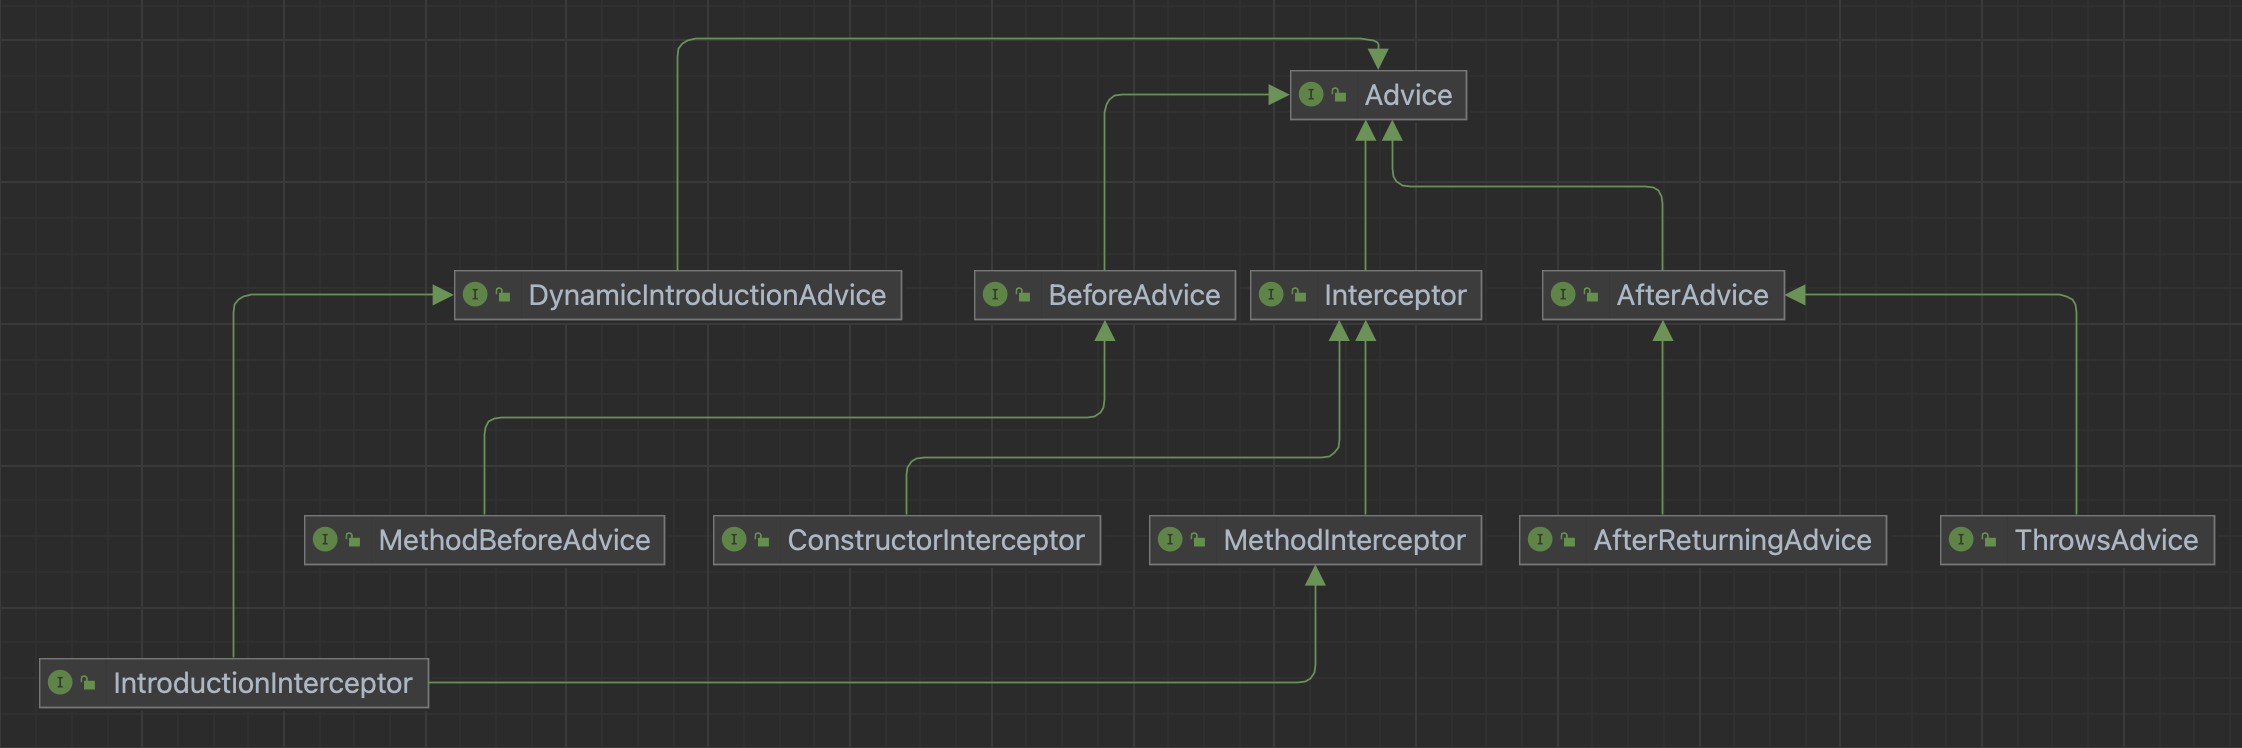 Advice
DynamicIntroductionAdvice
BeforeAdvice
Interceptor
AfterAdvice
MethodBeforeAdvice
ConstructorInterceptor
MethodInterceptor
AfterReturningAdvice
ThrowsAdvice
IntroductionInterceptor